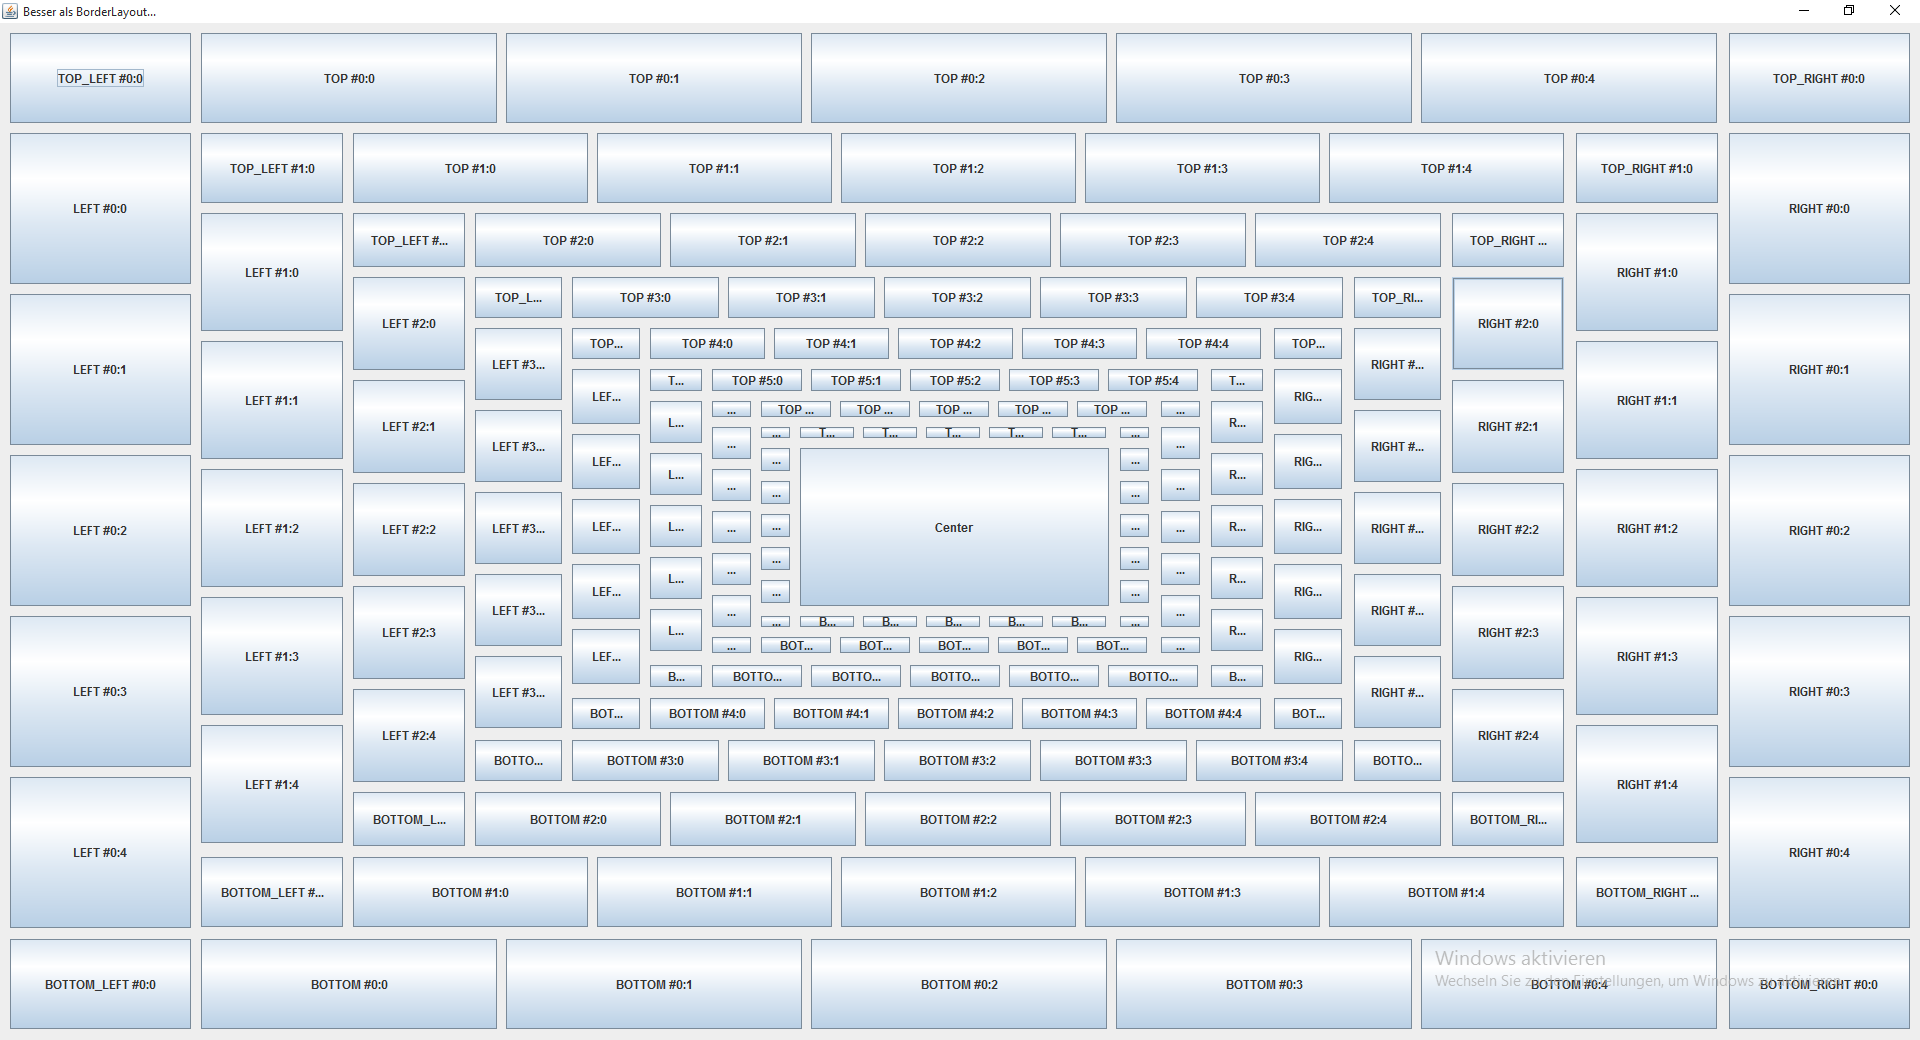 Besser als BorderLayout...
TOP_LEFT #0:0 TOP #0:0 TOP #0:1 TOP #0:2 TOP #0:3 TOP #0:4 TOP_RIGHT #0:0
TOP_LEFT #1:0 TOP #1:0 TOP #1:1 TOP #1:2 TOP #1:3 TOP #1:4 TOP_RIGHT #1:0
LEFT #0:0 RIGHT #0:0
TOP_LEFT #... TOP #2:0 TOP #2:1 TOP #2:2 TOP #2:3 TOP #2:4 TOP_RIGHT ...
LEFT #1:0 RIGHT #1:0
TOP_L... TOP #3:0 TOP #3:1 TOP #3:2 TOP #3:3 TOP #3:4 TOP_RI...
LEFT #2:0 RIGHT #2:0
TOP... TOP #4:0 TOP #4:1 TOP #4:2 TOP #4:3 TOP #4:4 TOP...
LEFT #0:1 LEFT #3... RIGHT #... RIGHT #0:1
T... TOP #5:0 TOP #5:1 TOP #5:2 TOP #5:3 TOP #5:4 T...
LEFT #1:1 LEF... RIG... RIGHT #1:1
... TOP ... TOP ... TOP ... TOP ... TOP ... ...
LEFT #2:1 L... R... RIGHT #2:1
... T... T... T... T... T... ...
LEFT #3... ... ... RIGHT #...
LEF... ... ... RIG...
L... R...
... ...
... ...
LEFT #0:2 LEFT #1:2 LEFT #2:2 LEFT #3... LEF... L... ... ... Center ... ... R... RIG... RIGHT #... RIGHT #2:2 RIGHT #1:2 RIGHT #0:2
... ...
... ...
L... R...
LEF... ... ... RIG...
LEFT #3... ... ... RIGHT #...
... B... B... B... B... B... ...
LEFT #2:3 L... R... RIGHT #2:3
... BOT... BOT... BOT... BOT... BOT... ...
LEFT #1:3 LEF... RIG... RIGHT #1:3
B... BOTTO... BOTTO... BOTTO... BOTTO... BOTTO... B...
LEFT #0:3 LEFT #3... RIGHT #... RIGHT #0:3
BOT... BOTTOM #4:0 BOTTOM #4:1 BOTTOM #4:2 BOTTOM #4:3 BOTTOM #4:4 BOT...
LEFT #2:4 RIGHT #2:4
BOTTO... BOTTOM #3:0 BOTTOM #3:1 BOTTOM #3:2 BOTTOM #3:3 BOTTOM #3:4 BOTTO...
LEFT #1:4 RIGHT #1:4
BOTTOM_L... BOTTOM #2:0 BOTTOM #2:1 BOTTOM #2:2 BOTTOM #2:3 BOTTOM #2:4 BOTTOM_RI...
LEFT #0:4 RIGHT #0:4
BOTTOM_LEFT #... BOTTOM #1:0 BOTTOM #1:1 BOTTOM #1:2 BOTTOM #1:3 BOTTOM #1:4 BOTTOM_RIGHT ...
BOTTOM_LEFT #0:0 BOTTOM #0:0 BOTTOM #0:1 BOTTOM #0:2 BOTTOM #0:3 BOTTOM #0:4 BOTTOM_RIGHT #0:0
Windows aktivieren
Wechseln Sie zu den Einstellungen, um Windows zu aktivieren.